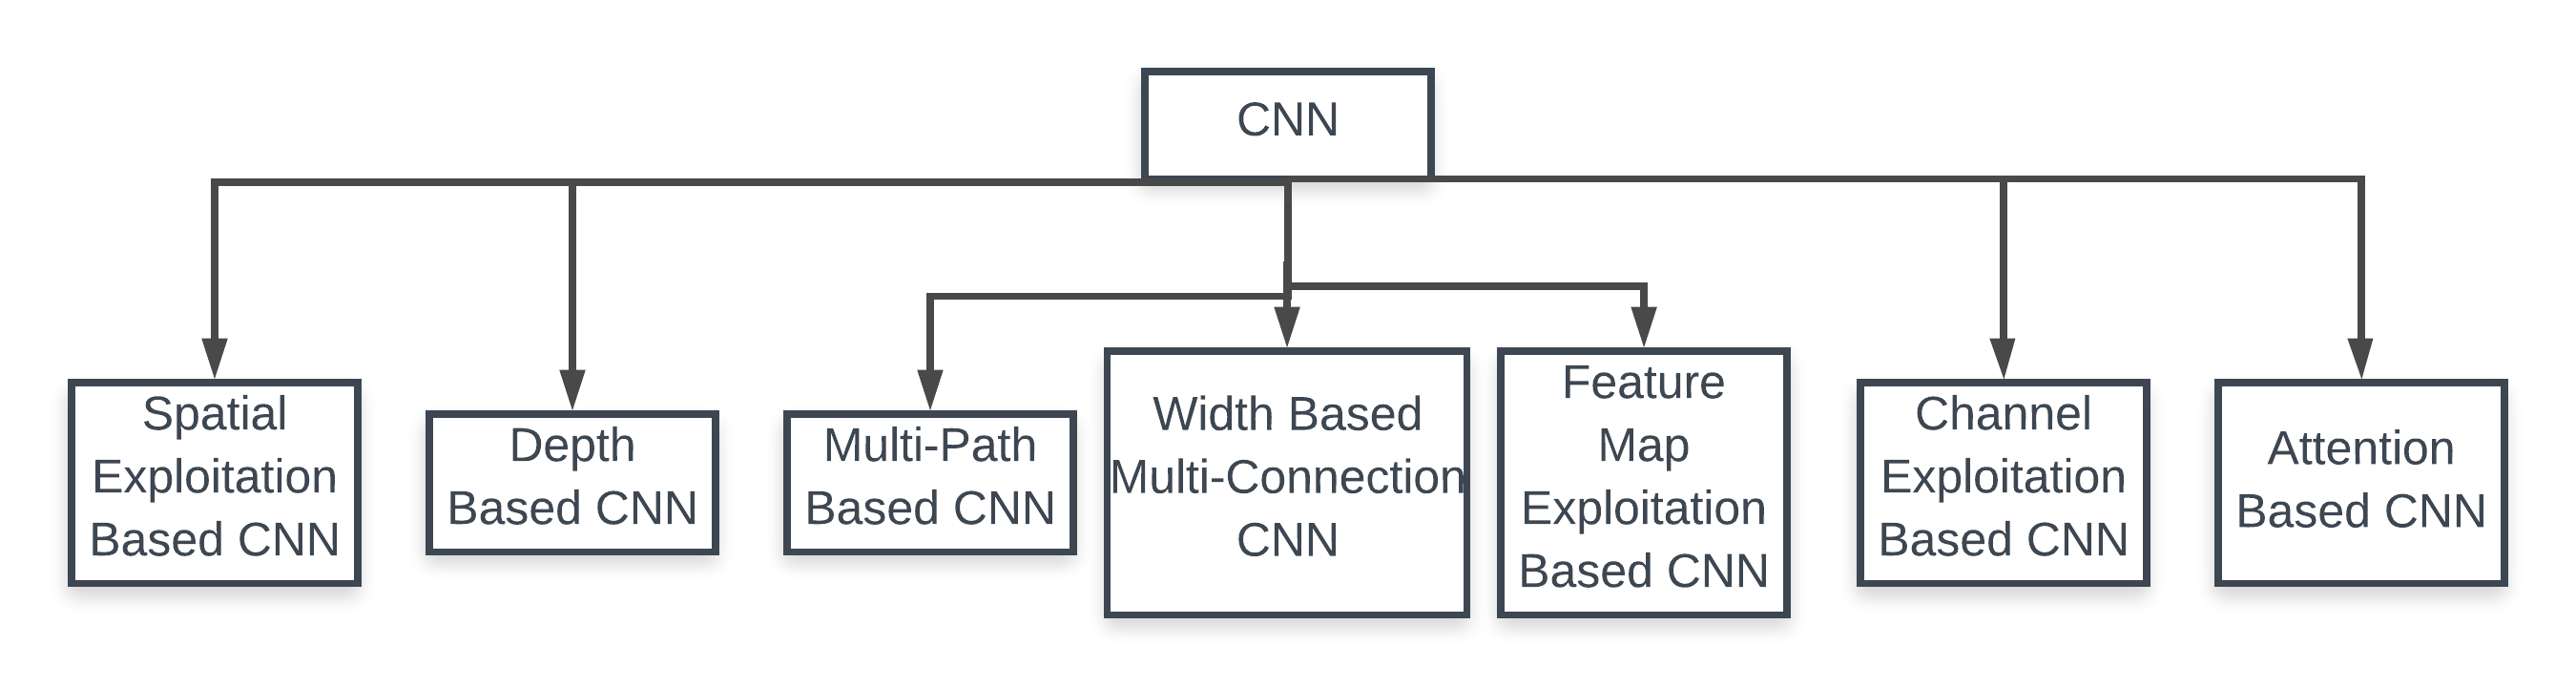 CNN
Spatial
Exploitation
Based CNN
Depth
Based CNN
Multi-Path
Based CNN
Width Based
Multi-Connection
CNN
Feature
Map
Exploitation
Based CNN
Channel
Exploitation
Based CNN
Attention
Based CNN